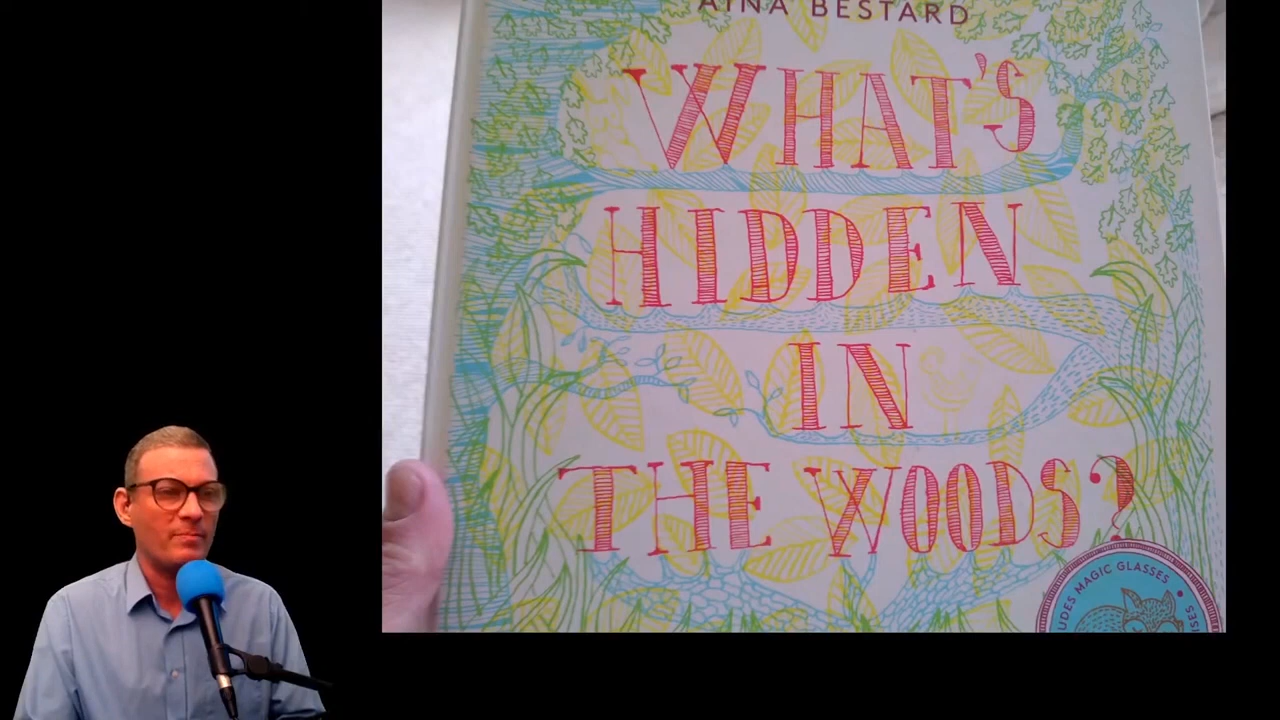 AINA BESTARD
WHAT'S
HIDDEN
IN
THE WOODS?
MAGIC GLASSES •